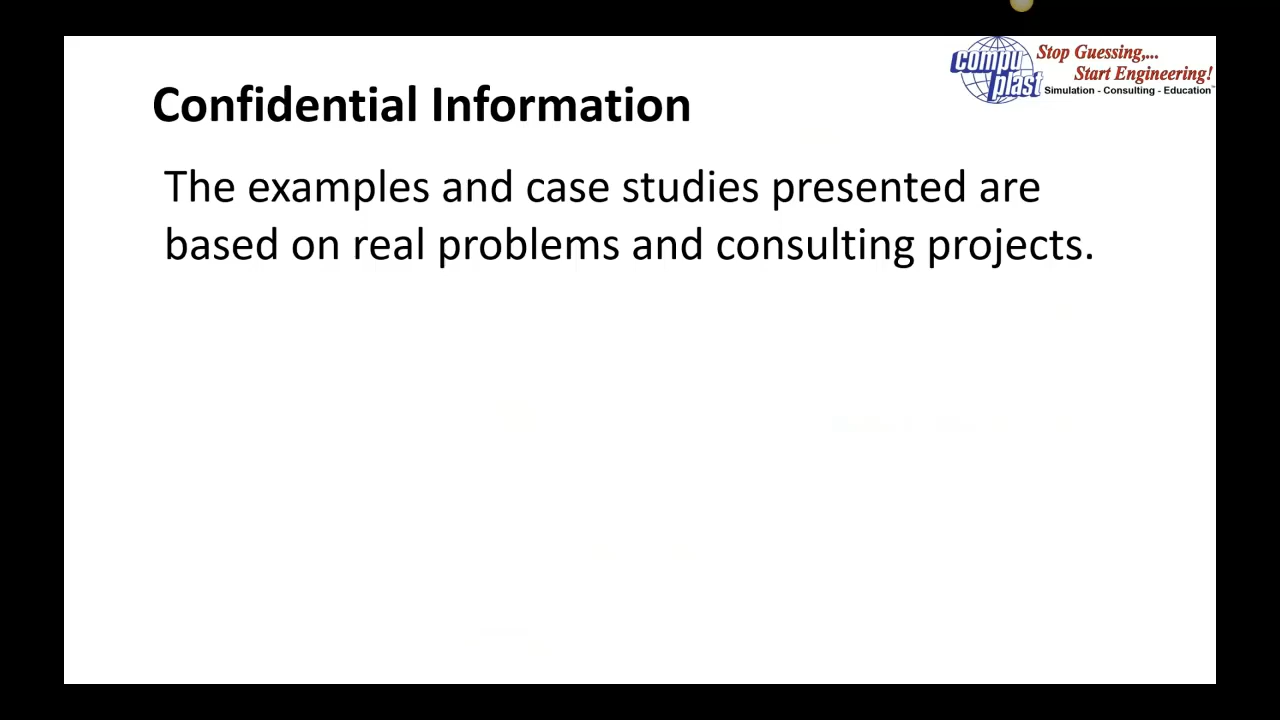 compu
plast
Stop Guessing,...
Start Engineering!
Simulation - Consulting - Education
Confidential Information
The examples and case studies presented are
based on real problems and consulting projects.